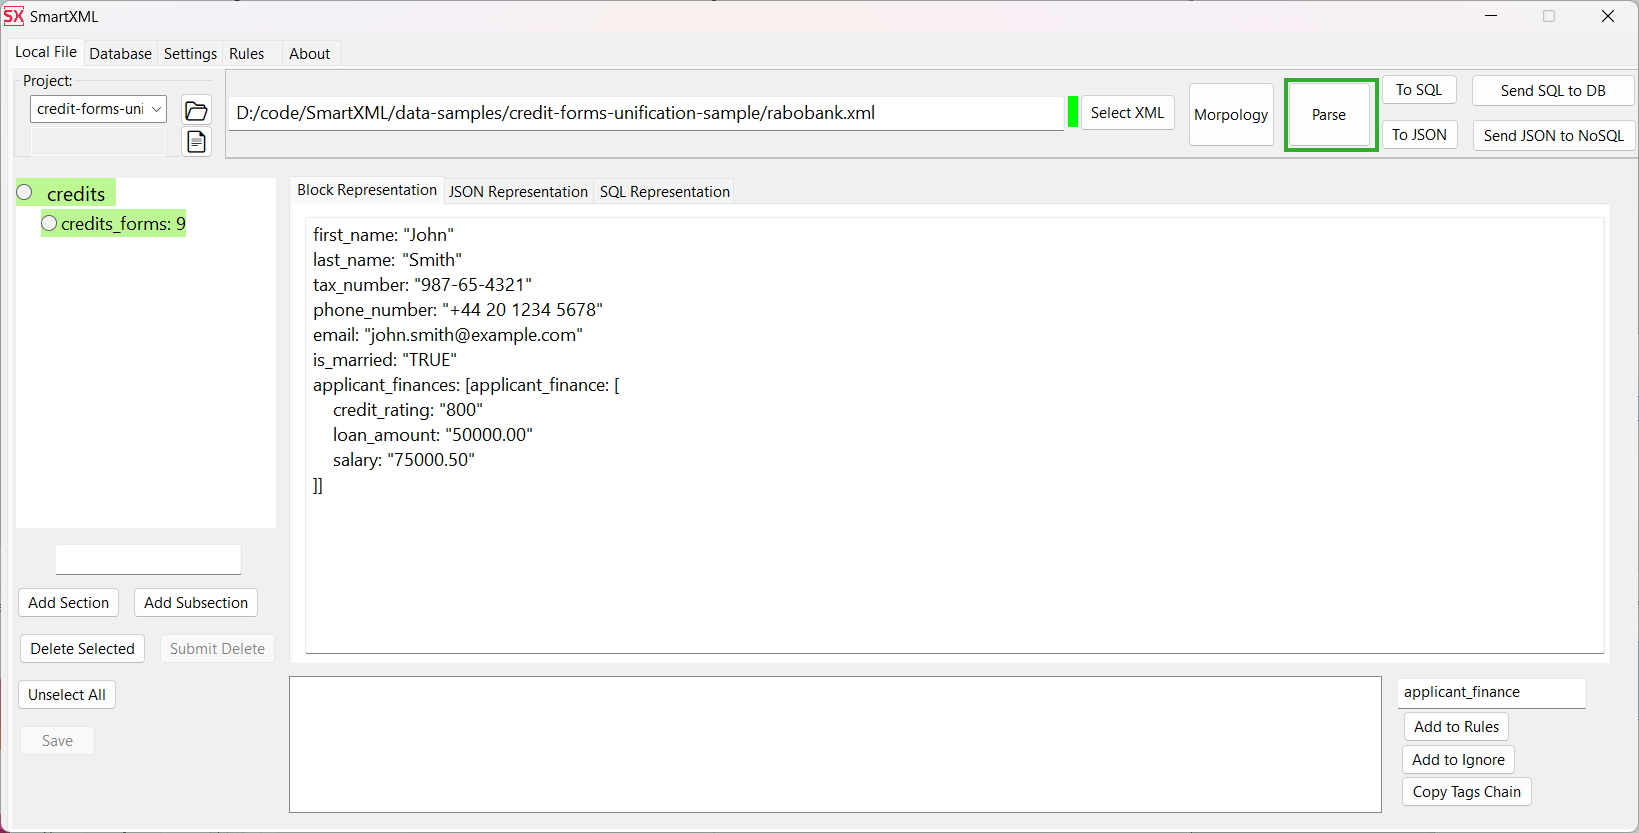 SX SmartXML
Local File Database Settings Rules About
Project:
credit-forms-uni
D:/code/SmartXML/data-samples/credit-forms-unification-sample/rabobank.xml
Select XML
Morpology
Parse
To SQL
Send SQL to DB
To JSON
Send JSON to NoSQL
credits
credits_forms: 9
Block Representation JSON Representation SQL Representation
first_name: "John"
last_name: "Smith"
tax_number: "987-65-4321"
phone_number: "+44 20 1234 5678"
email: "john.smith@example.com"
is_married: "TRUE"
applicant_finances: [applicant_finance: [
credit_rating: "800"
loan_amount: "50000.00"
salary: "75000.50"
]]
Add Section Add Subsection
Delete Selected Submit Delete
Unselect All
Save
applicant_finance
Add to Rules
Add to Ignore
Copy Tags Chain